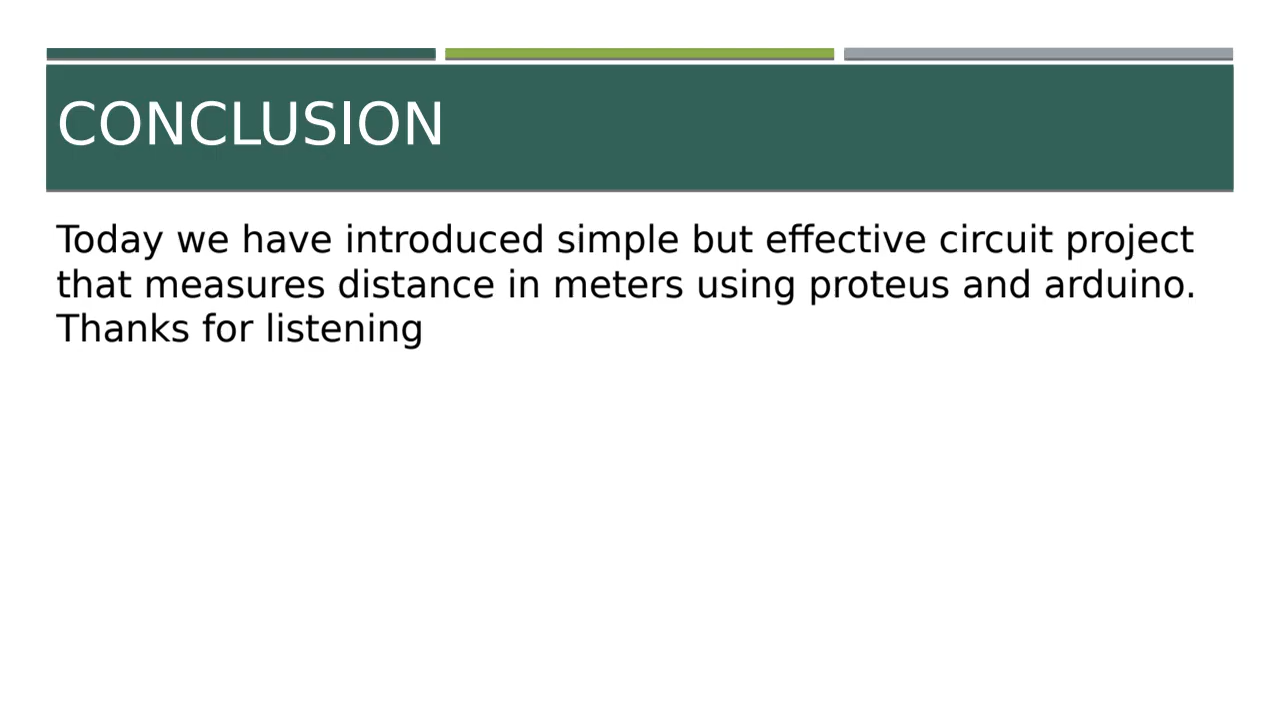 CONCLUSION
Today we have introduced simple but effective circuit project
that measures distance in meters using proteus and arduino.
Thanks for listening